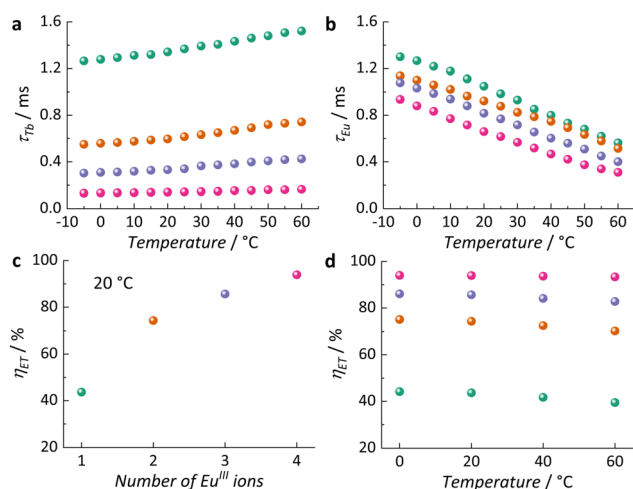 a
b
1.6
1.2
0.8
0.4
0.0
τTb / ms
-10 0 10 20 30 40 50 60 70
Temperature / °C
1.6
1.2
0.8
0.4
0.0
τEu / ms
-10 0 10 20 30 40 50 60 70
Temperature / °C
c
d
100
80
60
40
20
ηET / %
20 °C
1 2 3 4
Number of Euᴵᴵᴵ ions
100
80
60
40
20
ηET / %
0 20 40 60
Temperature / °C